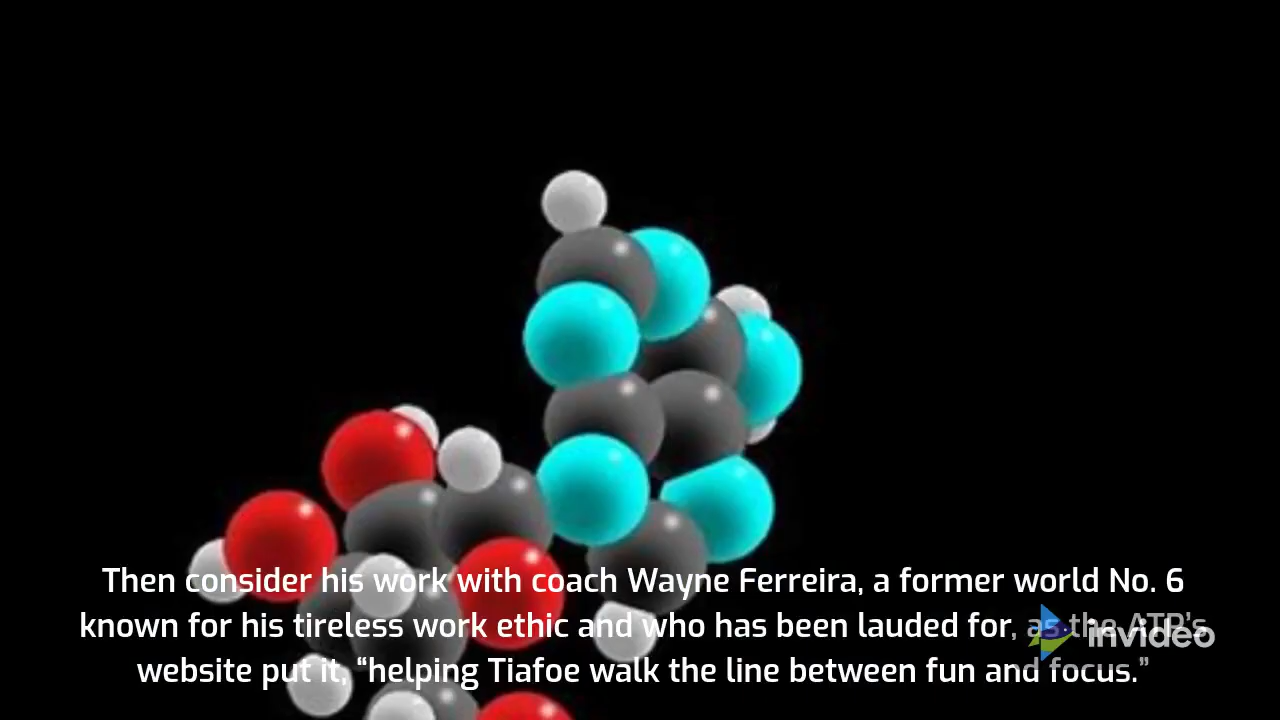 Then consider his work with coach Wayne Ferreira, a former world No. 6
known for his tireless work ethic and who has been lauded for, as the ATP's
website put it, “helping Tiafoe walk the line between fun and focus.”
invideo